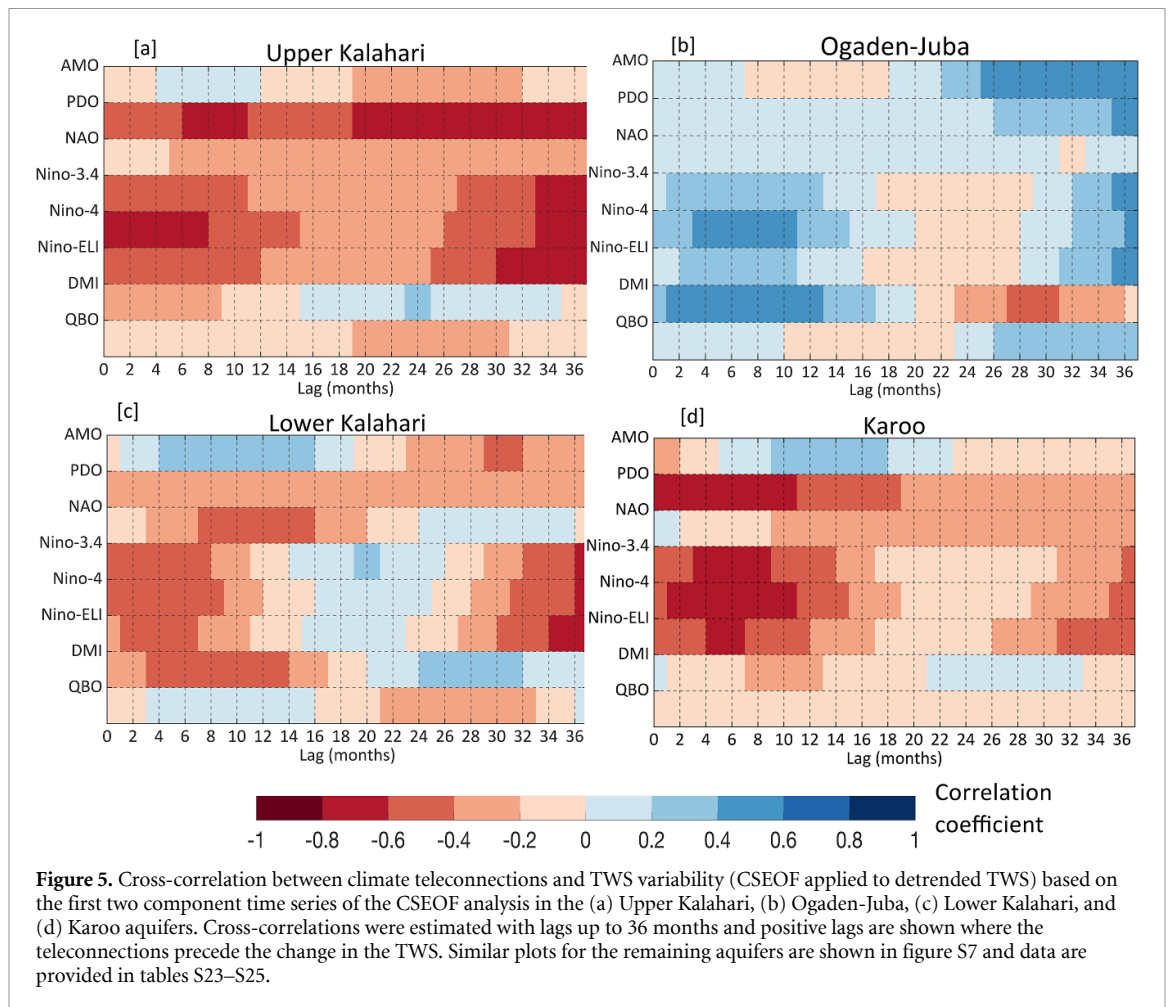 [a] Upper Kalahari
AMO
PDO
NAO
Nino-3.4
Nino-4
Nino-ELI
DMI
QBO
0 2 4 6 8 10 12 14 16 18 20 22 24 26 28 30 32 34 36
Lag (months)
[b] Ogaden-Juba
AMO
PDO
NAO
Nino-3.4
Nino-4
Nino-ELI
DMI
QBO
0 2 4 6 8 10 12 14 16 18 20 22 24 26 28 30 32 34 36
Lag (months)
[c] Lower Kalahari
AMO
PDO
NAO
Nino-3.4
Nino-4
Nino-ELI
DMI
QBO
0 2 4 6 8 10 12 14 16 18 20 22 24 26 28 30 32 34 36
Lag (months)
[d] Karoo
AMO
PDO
NAO
Nino-3.4
Nino-4
Nino-ELI
DMI
QBO
0 2 4 6 8 10 12 14 16 18 20 22 24 26 28 30 32 34 36
Lag (months)
Correlation
coefficient
-1 -0.8 -0.6 -0.4 -0.2 0 0.2 0.4 0.6 0.8 1
Figure 5. Cross-correlation between climate teleconnections and TWS variability (CSEOF applied to detrended TWS) based on
the first two component time series of the CSEOF analysis in the (a) Upper Kalahari, (b) Ogaden-Juba, (c) Lower Kalahari, and
(d) Karoo aquifers. Cross-correlations were estimated with lags up to 36 months and positive lags are shown where the
teleconnections precede the change in the TWS. Similar plots for the remaining aquifers are shown in figure S7 and data are
provided in tables S23–S25.